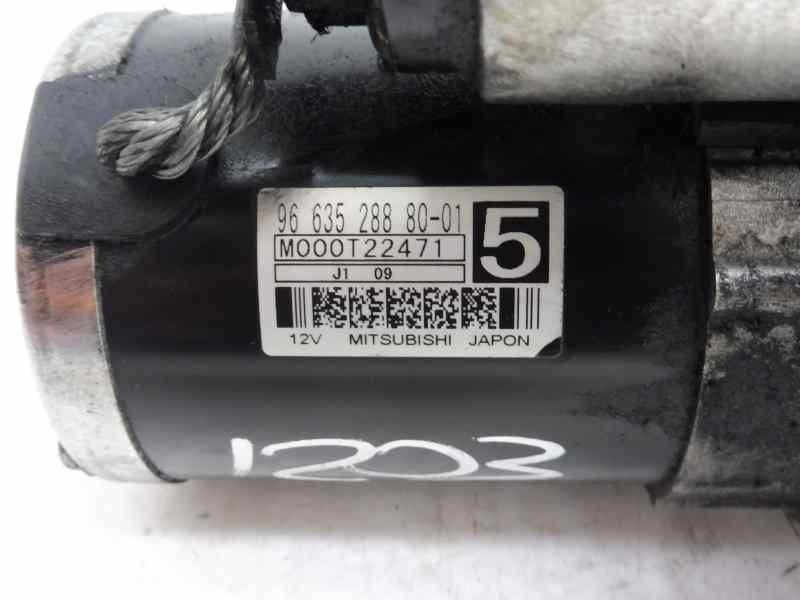 96 635 288 80-01
5
M000T22471
J1 09
12V MITSUBISHI JAPON
1203